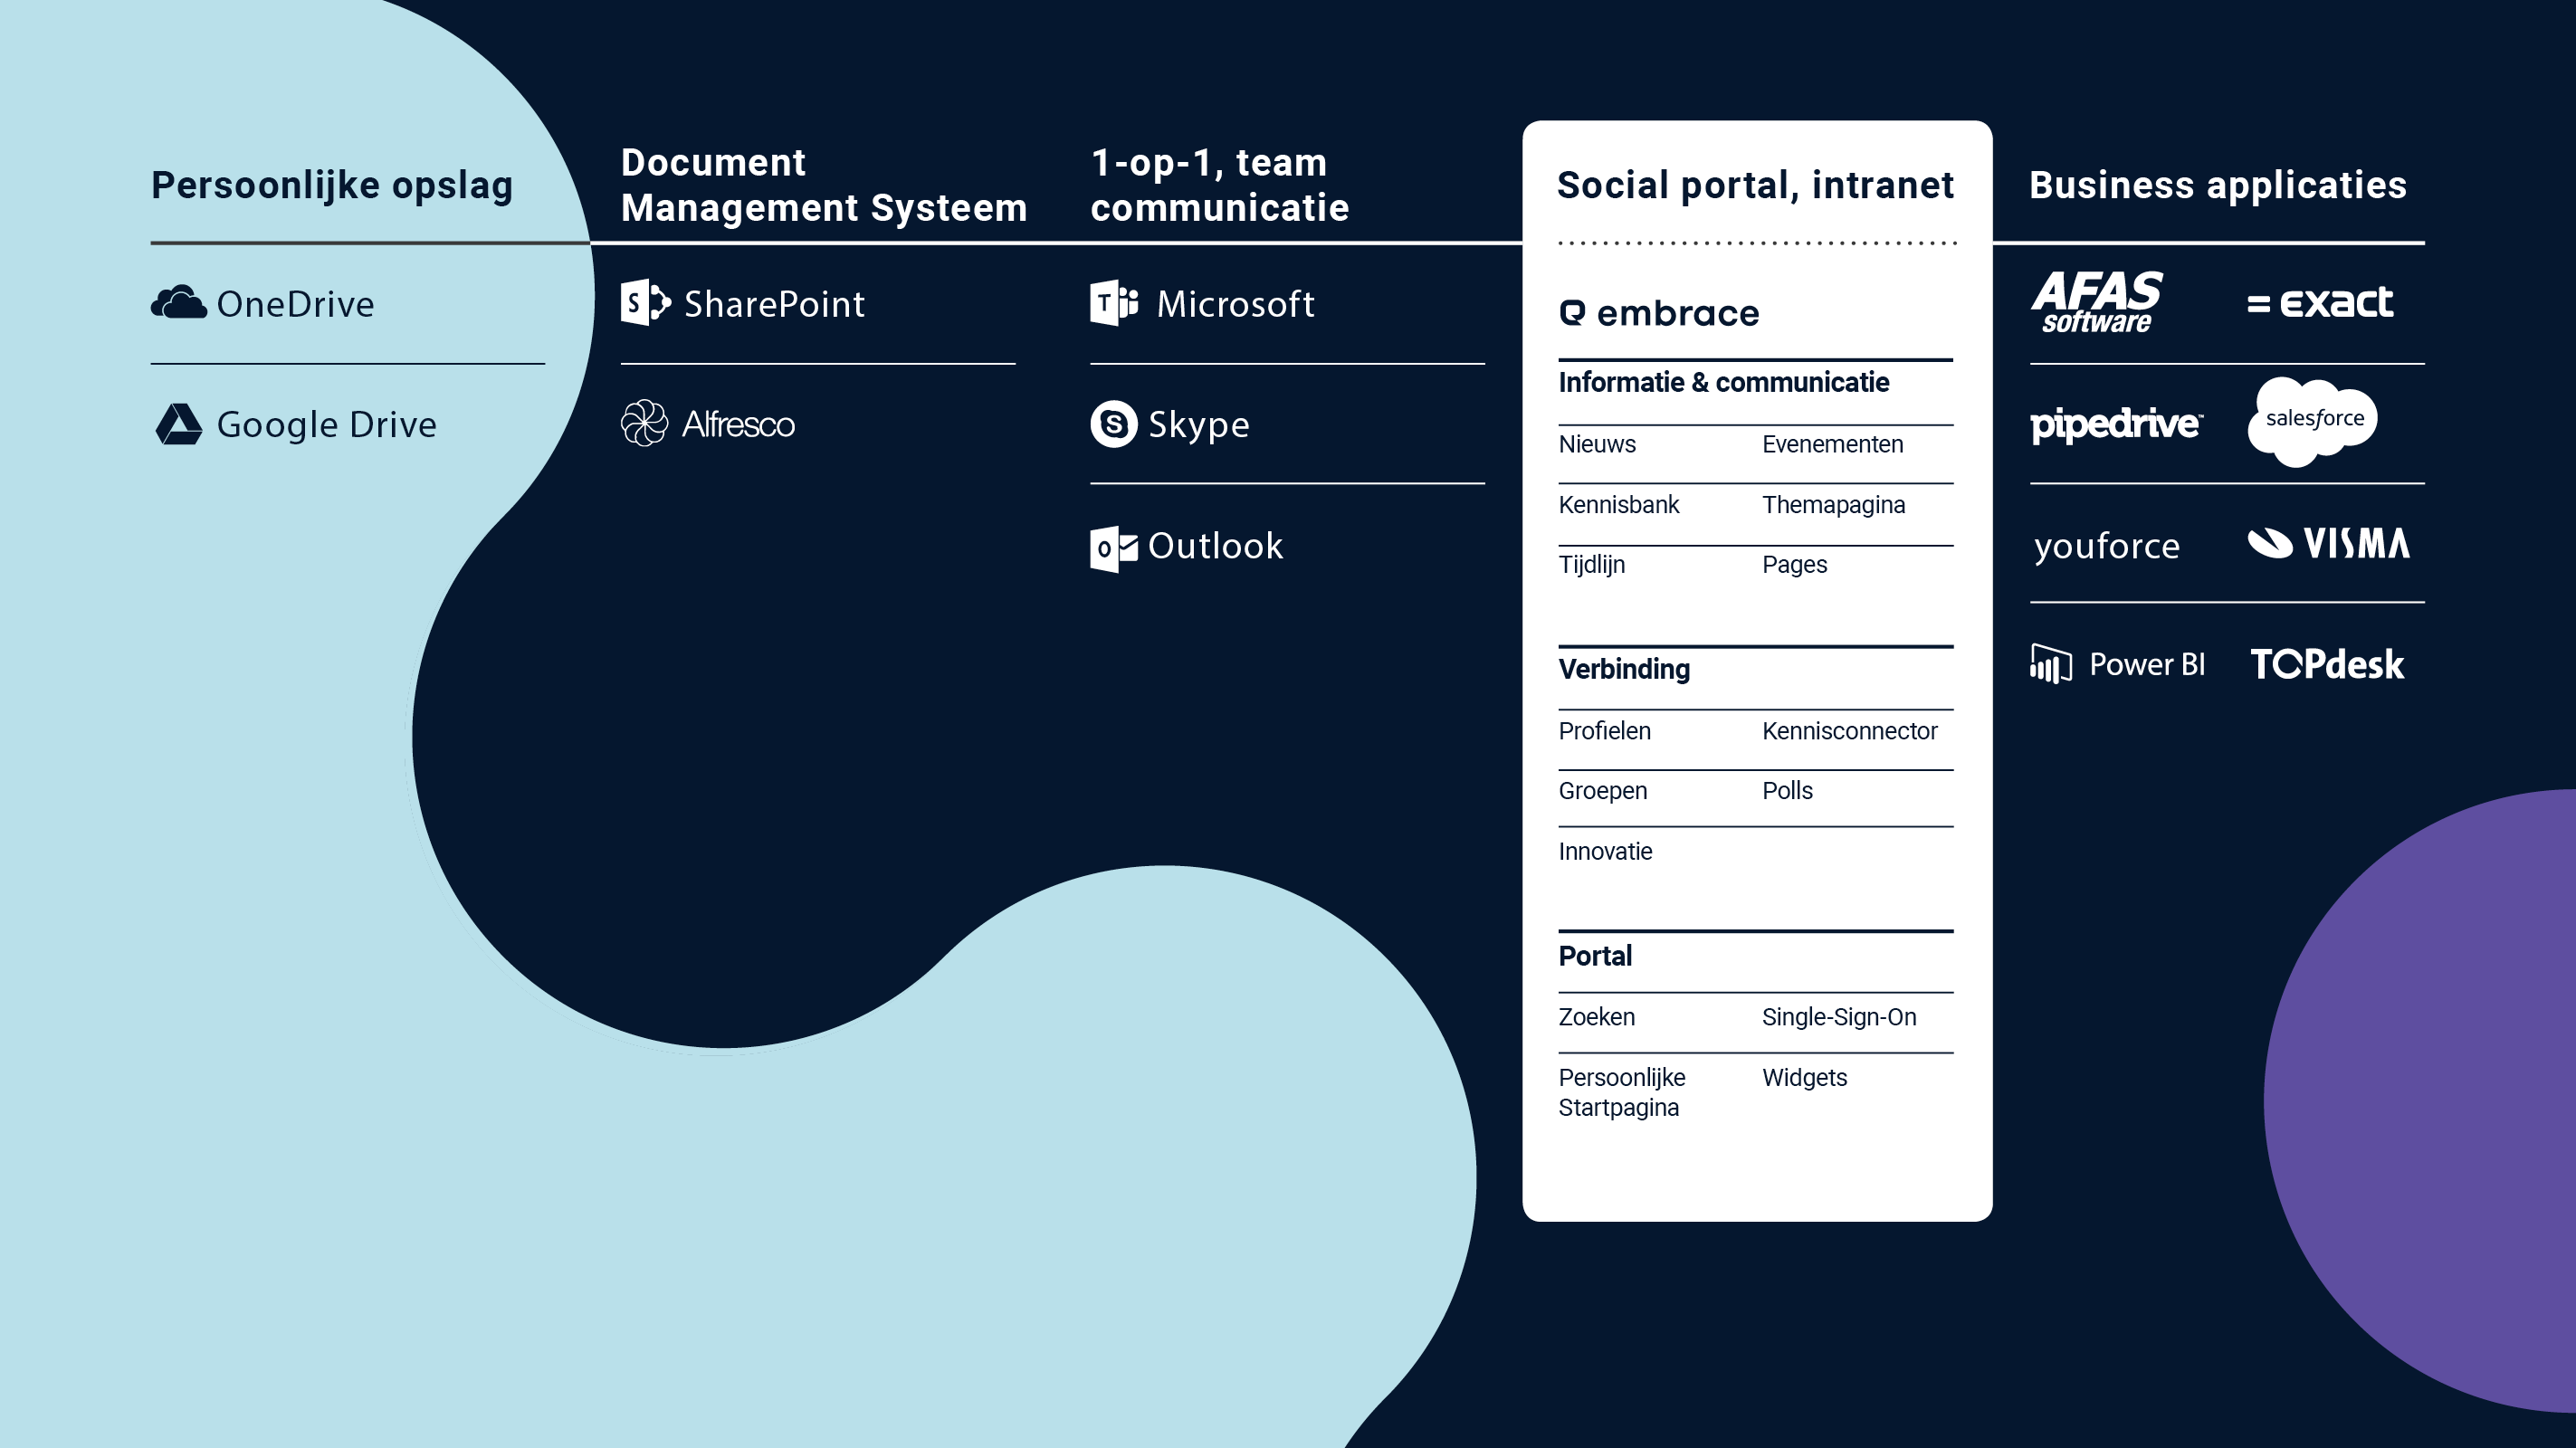 Persoonlijke opslag
OneDrive
Google Drive
Document
Management Systeem
SharePoint
Alfresco
1-op-1, team
communicatie
Microsoft
Skype
Outlook
Social portal, intranet
embrace
Informatie & communicatie
Nieuws Evenementen
Kennisbank Themapagina
Tijdlijn Pages
Verbinding
Profielen Kennisconnector
Groepen Polls
Innovatie
Portal
Zoeken Single-Sign-On
Persoonlijke Widgets
Startpagina
Business applicaties
AFAS
software
= exact
pipedrive™ salesforce
youforce VISMA
Power BI TOPdesk